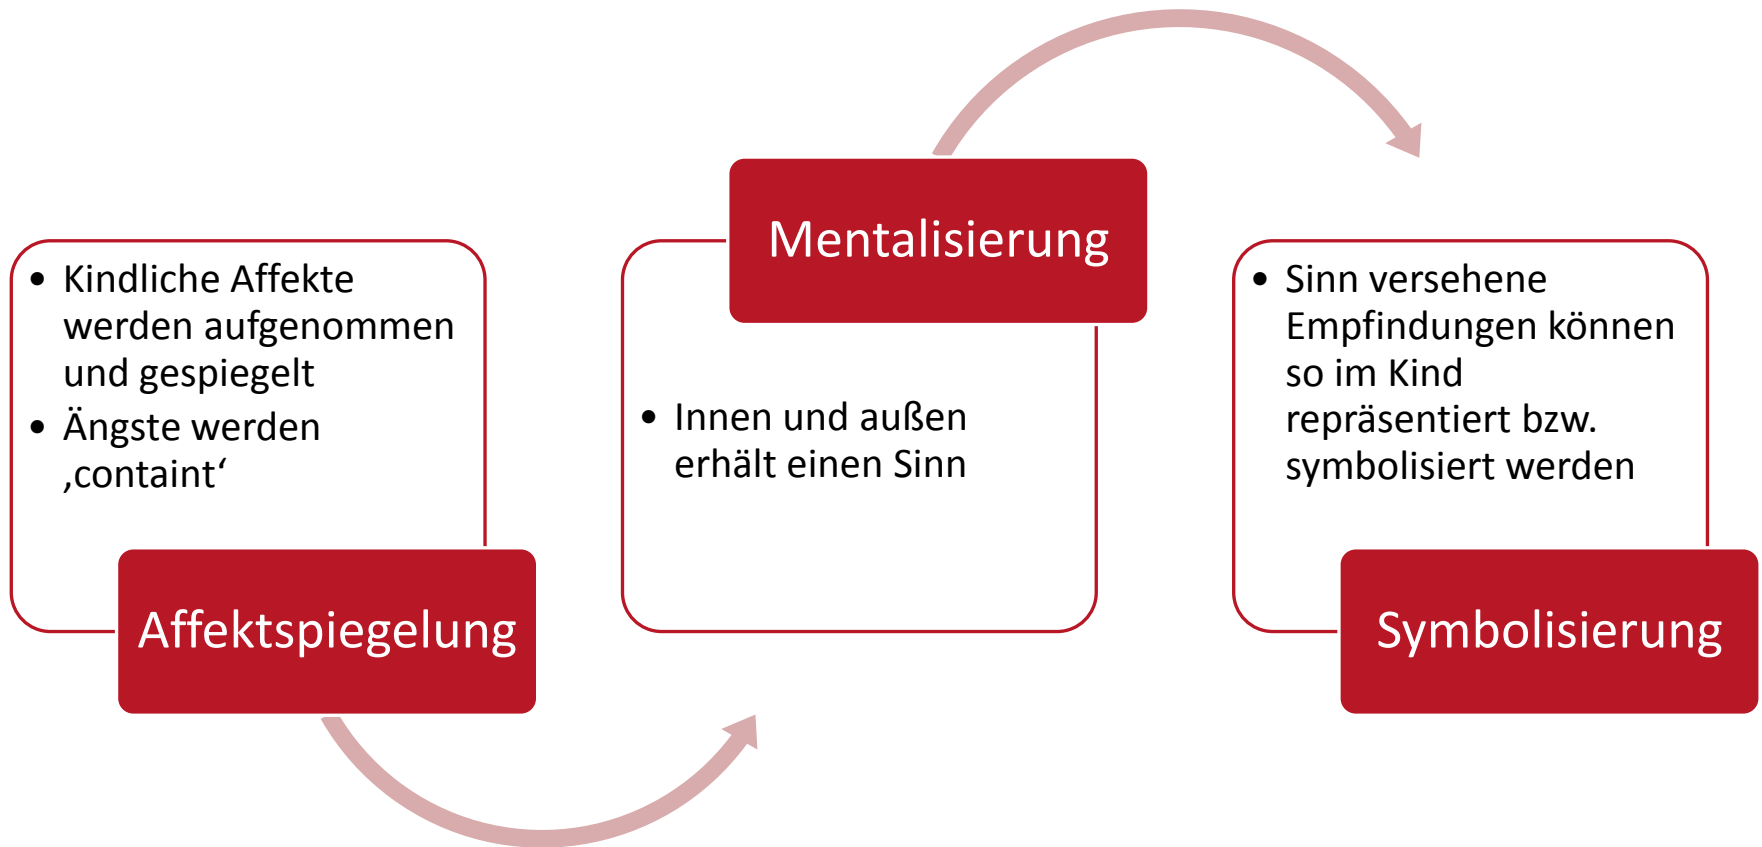 • Kindliche Affekte
werden aufgenommen
und gespiegelt
• Ängste werden
‚containt‘
Affektspiegelung
Mentalisierung
• Innen und außen
erhält einen Sinn
• Sinn versehene
Empfindungen können
so im Kind
repräsentiert bzw.
symbolisiert werden
Symbolisierung